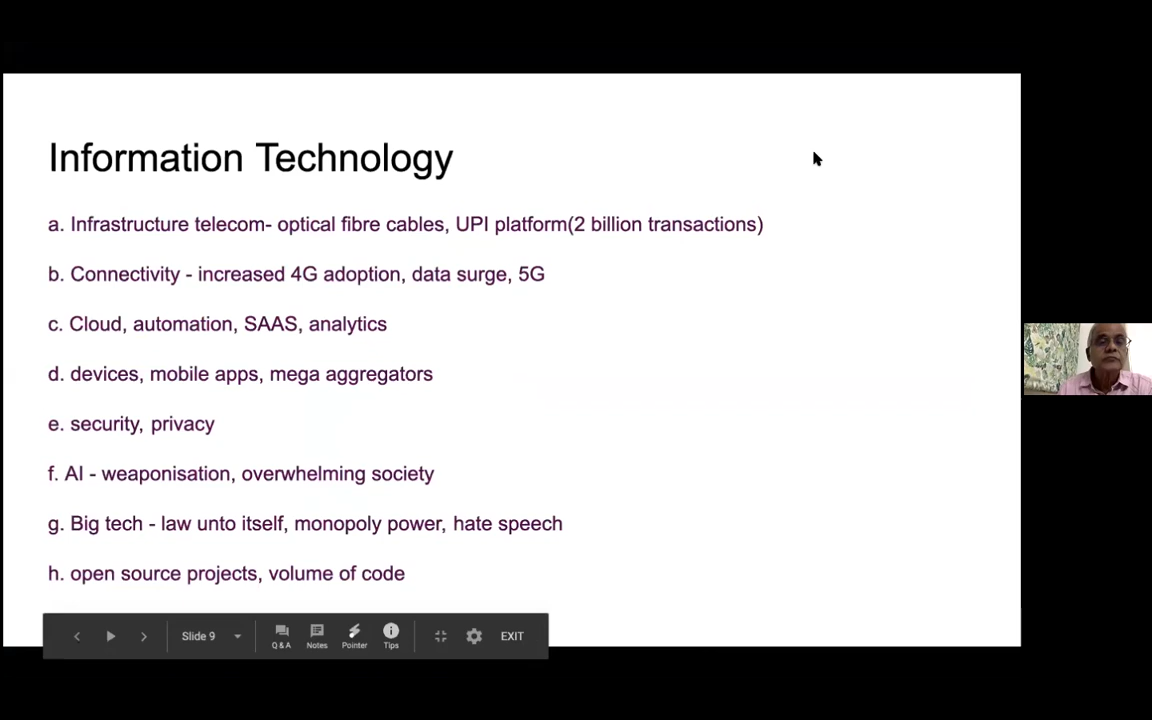 Information Technology
a. Infrastructure telecom- optical fibre cables, UPI platform(2 billion transactions)
b. Connectivity - increased 4G adoption, data surge, 5G
c. Cloud, automation, SAAS, analytics
d. devices, mobile apps, mega aggregators
e. security, privacy
f. AI - weaponisation, overwhelming society
g. Big tech - law unto itself, monopoly power, hate speech
h. open source projects, volume of code
Slide 9 Q & A Notes Pointer Tips EXIT